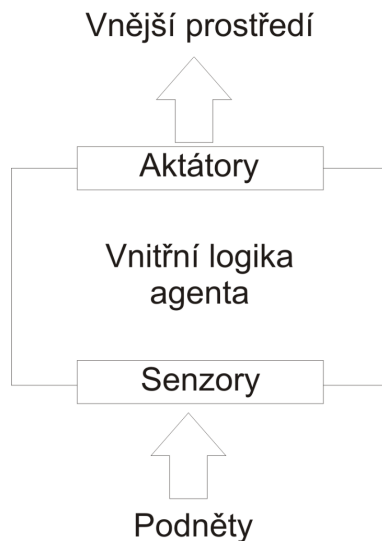 Vnější prostředí
Aktátory
Vnitřní logika
agenta
Senzory
Podněty